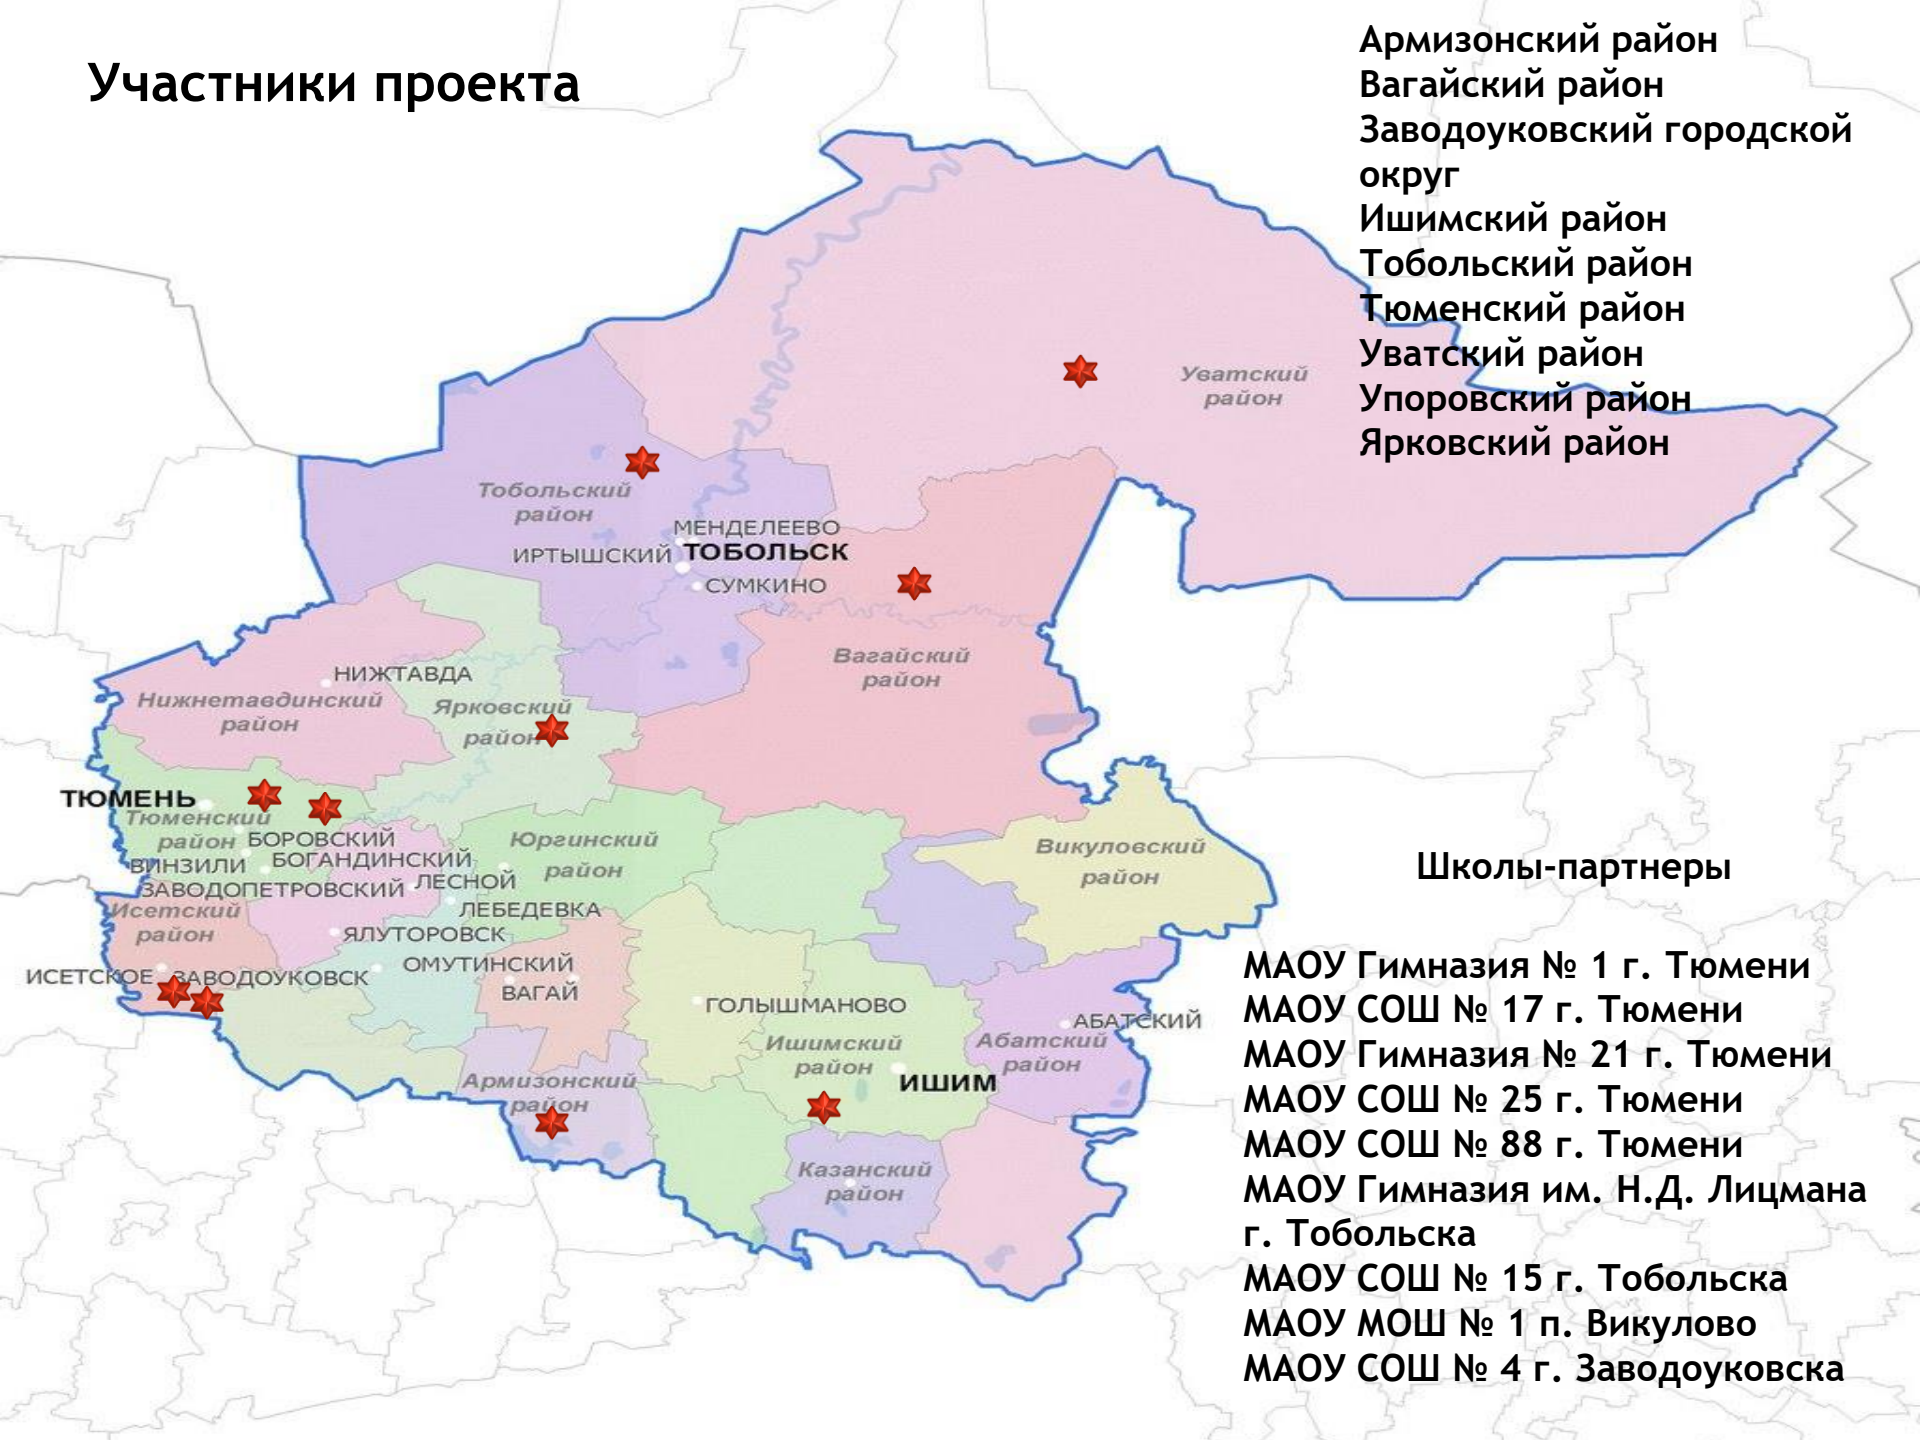 Участники проекта
Армизонский район
Вагайский район
Заводоуковский городской
округ
Ишимский район
Тобольский район
Тюменский район
Уватский район
Упоровский район
Ярковский район
Уватский
район
Тобольский
район
МЕНДЕЛЕЕВО
ИРТЫШСКИЙ
ТОБОЛЬСК
СУМКИНО
Вагайский
район
НИЖТАВДА
Нижнетавдинский
район
Ярковский
район
ТЮМЕНЬ
Тюменский
район
БОРОВСКИЙ
ВИНЗИЛИ
БОГАНДИНСКИЙ
ЗАВОДОПЕТРОВСКИЙ
ЛЕСНОЙ
Юргинский
район
Викуловский
район
Исетский
район
ЛЕБЕДЕВКА
ЯЛУТОРОВСК
ИСЕТСКОЕ
ЗАВОДОУКОВСК
ОМУТИНСКИЙ
ВАГАЙ
ГОЛЫШМАНОВО
АБАТСКИЙ
Абатский
район
Ишимский
район
ИШИМ
Армизонский
район
Казанский
район
Школы-партнеры
МАОУ Гимназия № 1 г. Тюмени
МАОУ СОШ № 17 г. Тюмени
МАОУ Гимназия № 21 г. Тюмени
МАОУ СОШ № 25 г. Тюмени
МАОУ СОШ № 88 г. Тюмени
МАОУ Гимназия им. Н.Д. Лицмана
г. Тобольска
МАОУ СОШ № 15 г. Тобольска
МАОУ МОШ № 1 п. Викулово
МАОУ СОШ № 4 г. Заводоуковска